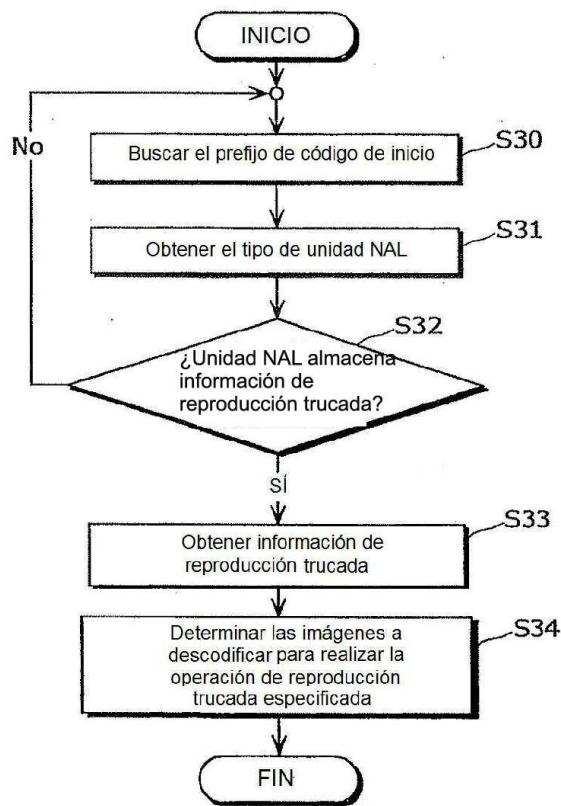 INICIO
No
Buscar el prefijo de código de inicio
S30
Obtener el tipo de unidad NAL
S31
S32
¿Unidad NAL almacena
información de
reproducción trucada?
SÍ
S33
Obtener información de
reproducción trucada
S34
Determinar las imágenes a
descodificar para realizar la
operación de reproducción
trucada especificada
FIN